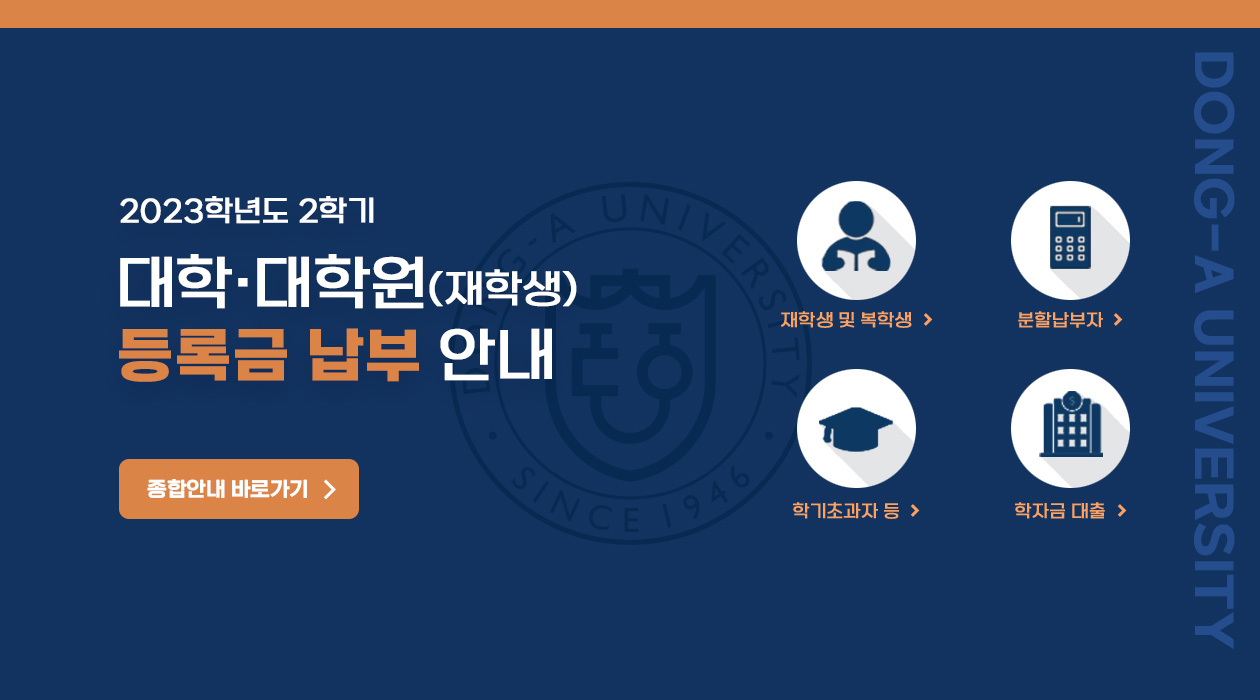 2023학년도 2학기
대학·대학원(재학생)
등록금 납부 안내
종합안내 바로가기
재학생 및 복학생
분할납부자
학기초과자 등
학자금 대출
DONG-A UNIVERSITY
SINCE 1946
DONG-A UNIVERSITY